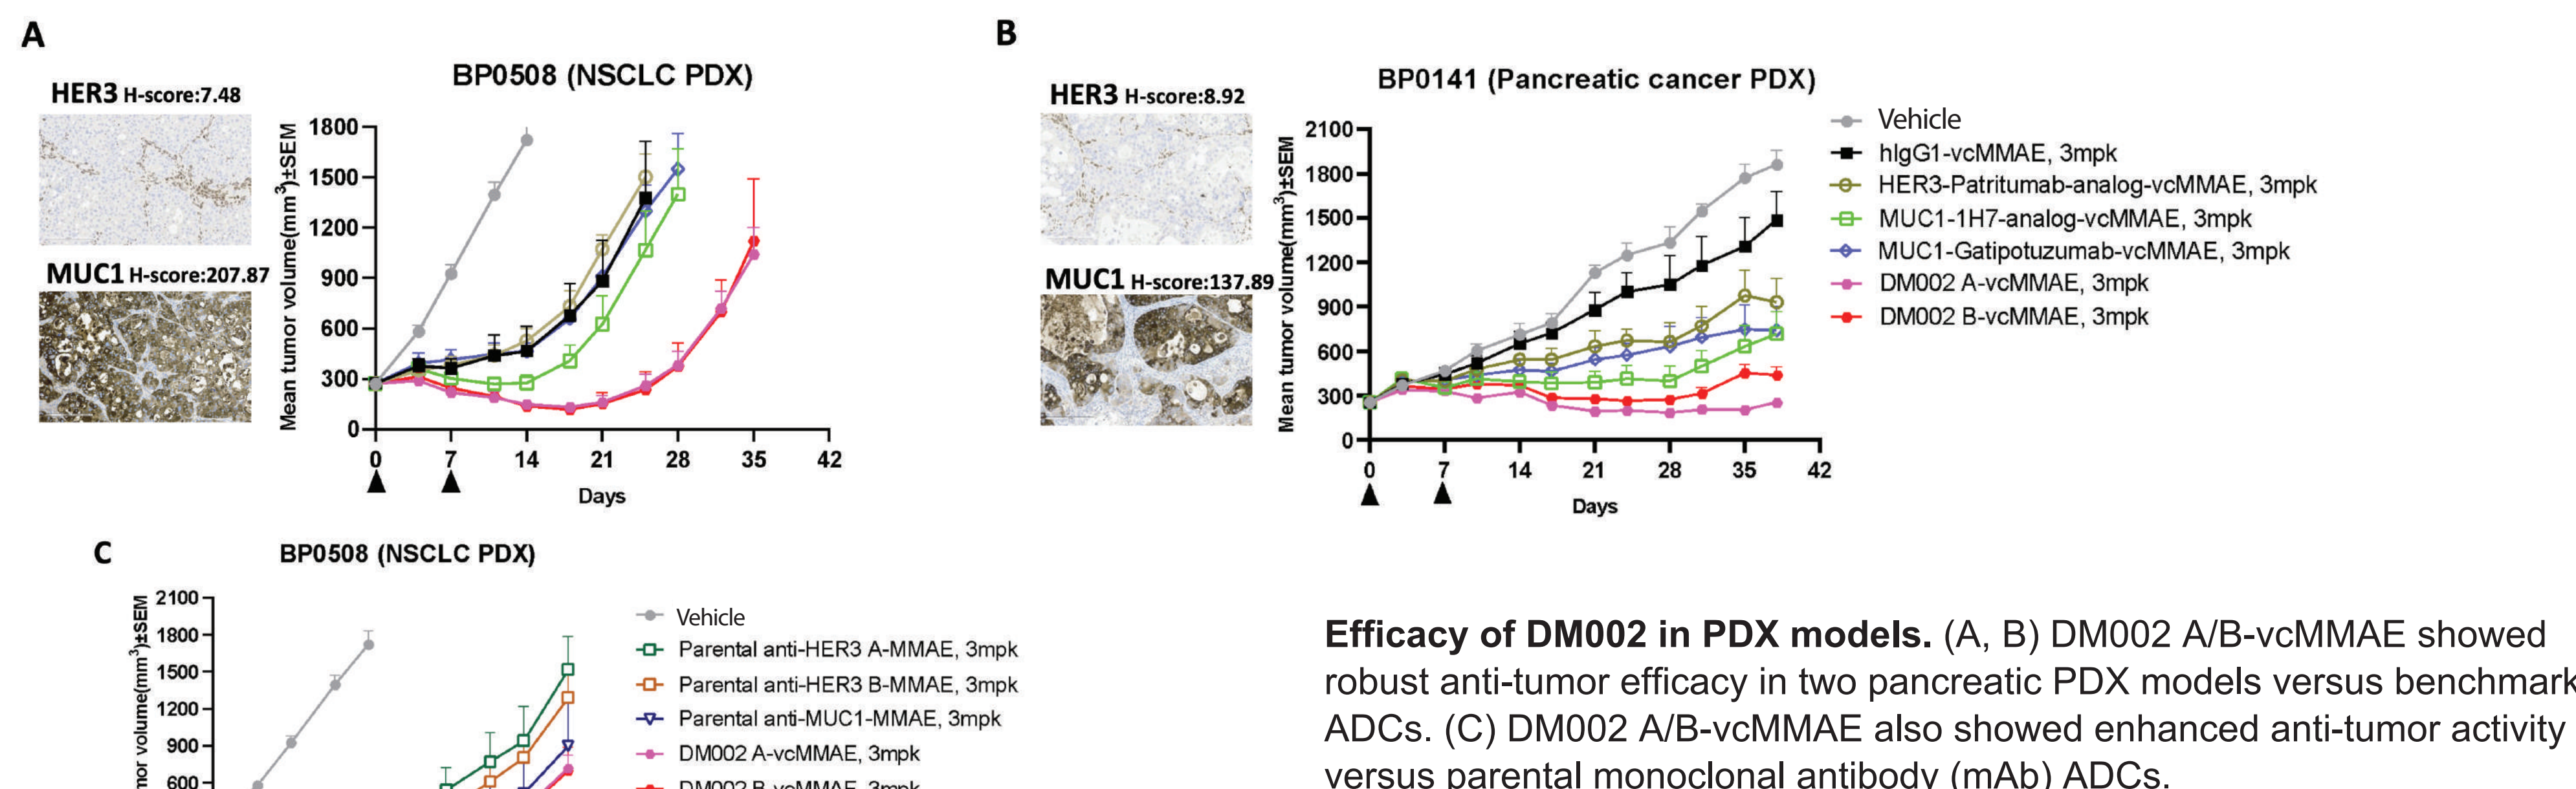 A
BP0508 (NSCLC PDX)
HER3 H-score:7.48
MUC1 H-score:207.87
Mean tumor volume(mm³)±SEM
1800
1500
1200
900
600
300
0
0 7 14 21 28 35 42
Days
B
BP0141 (Pancreatic cancer PDX)
HER3 H-score:8.92
MUC1 H-score:137.89
Mean tumor volume(mm³)±SEM
2100
1800
1500
1200
900
600
300
0
0 7 14 21 28 35 42
Days
Vehicle
hIgG1-vcMMAE, 3mpk
HER3-Patritumab-analog-vcMMAE, 3mpk
MUC1-1H7-analog-vcMMAE, 3mpk
MUC1-Gatipotuzumab-vcMMAE, 3mpk
DM002 A-vcMMAE, 3mpk
DM002 B-vcMMAE, 3mpk
C
BP0508 (NSCLC PDX)
mor volume(mm³)±SEM
2100
1800
1500
1200
900
600
Vehicle
Parental anti-HER3 A-MMAE, 3mpk
Parental anti-HER3 B-MMAE, 3mpk
Parental anti-MUC1-MMAE, 3mpk
DM002 A-vcMMAE, 3mpk
DM002 B-vcMMAE, 3mpk
Efficacy of DM002 in PDX models. (A, B) DM002 A/B-vcMMAE showed
robust anti-tumor efficacy in two pancreatic PDX models versus benchmark
ADCs. (C) DM002 A/B-vcMMAE also showed enhanced anti-tumor activity
versus parental monoclonal antibody (mAb) ADCs.